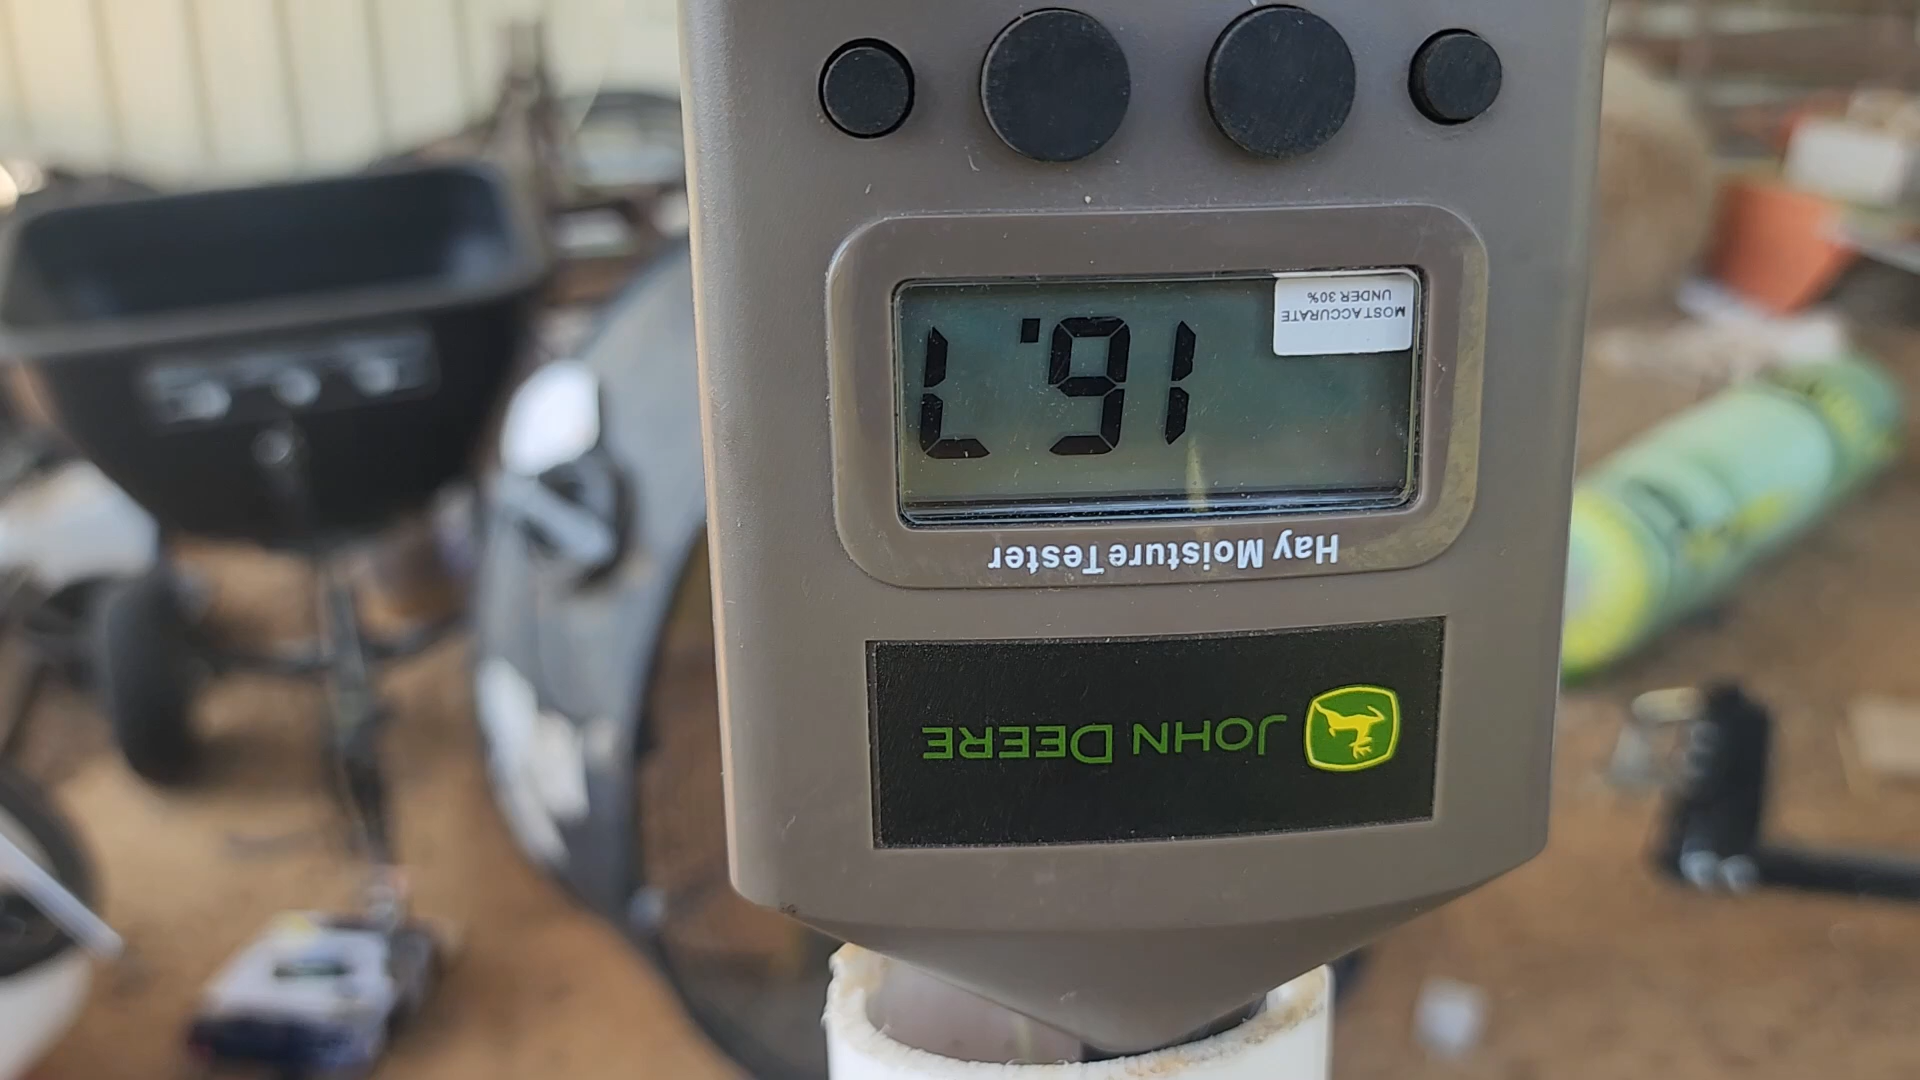 JOHN DEERE
Hay Moisture Tester
16.7
MOST ACCURATE
UNDER 30%